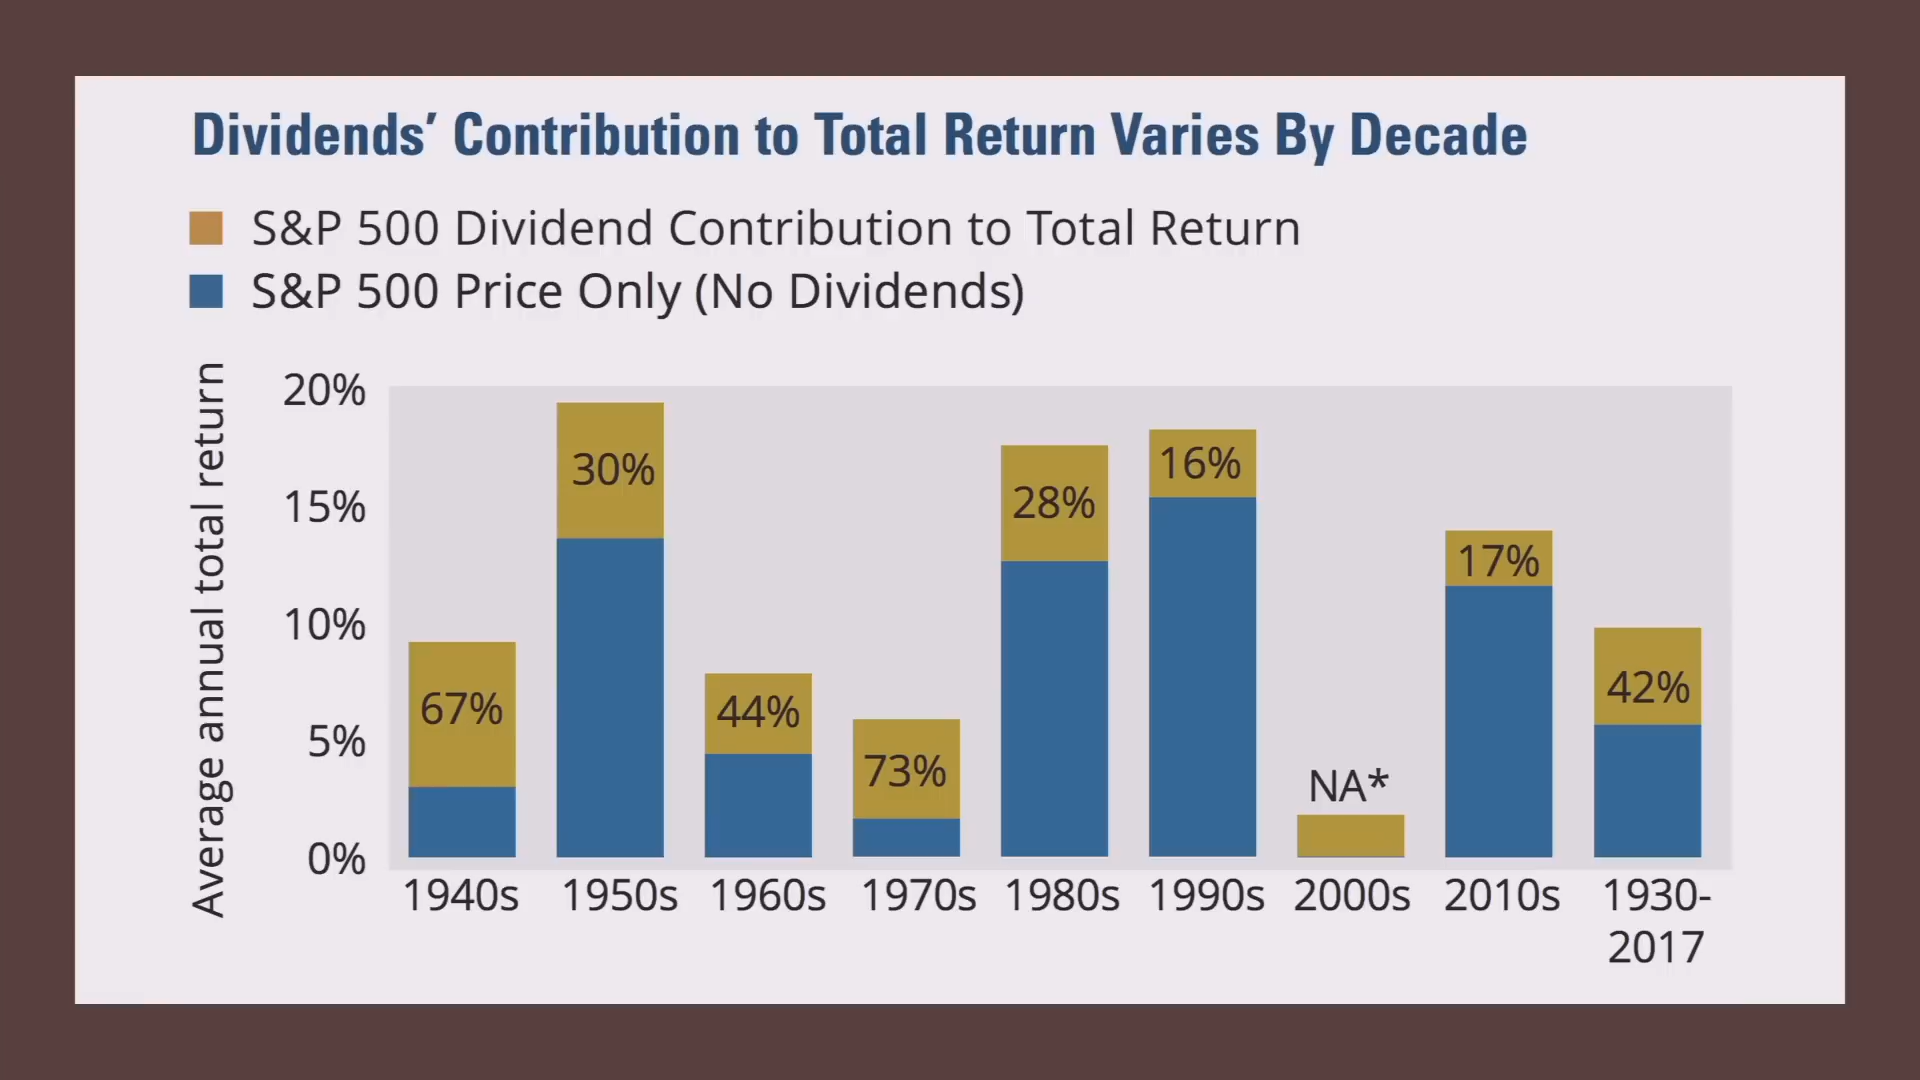 Dividends’ Contribution to Total Return Varies By Decade
S&P 500 Dividend Contribution to Total Return
S&P 500 Price Only (No Dividends)
Average annual total return
20%
15%
10%
5%
0%
67%
30%
44%
73%
28%
16%
NA*
17%
42%
1940s 1950s 1960s 1970s 1980s 1990s 2000s 2010s 1930-
2017